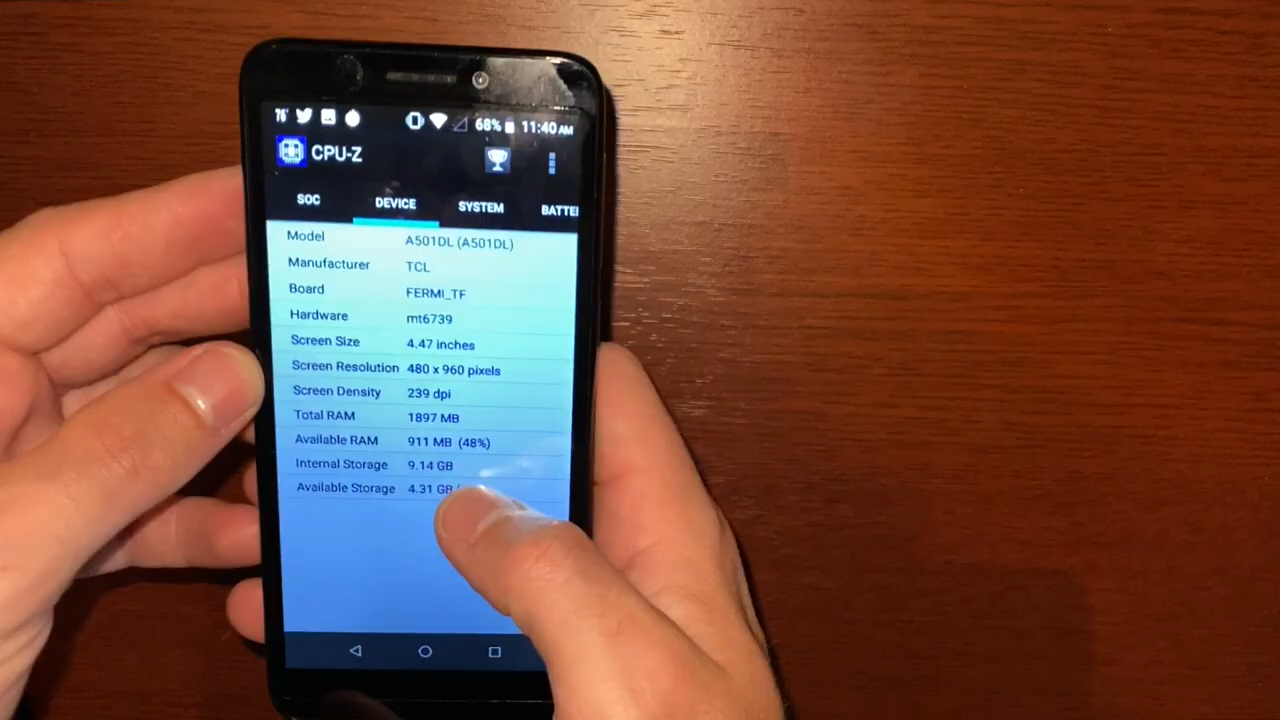 76° 68% 11:40 AM
CPU-Z
SOC DEVICE SYSTEM BATTE
Model A501DL (A501DL)
Manufacturer TCL
Board FERMI_TF
Hardware mt6739
Screen Size 4.47 inches
Screen Resolution 480 x 960 pixels
Screen Density 239 dpi
Total RAM 1897 MB
Available RAM 911 MB (48%)
Internal Storage 9.14 GB
Available Storage 4.31 GB